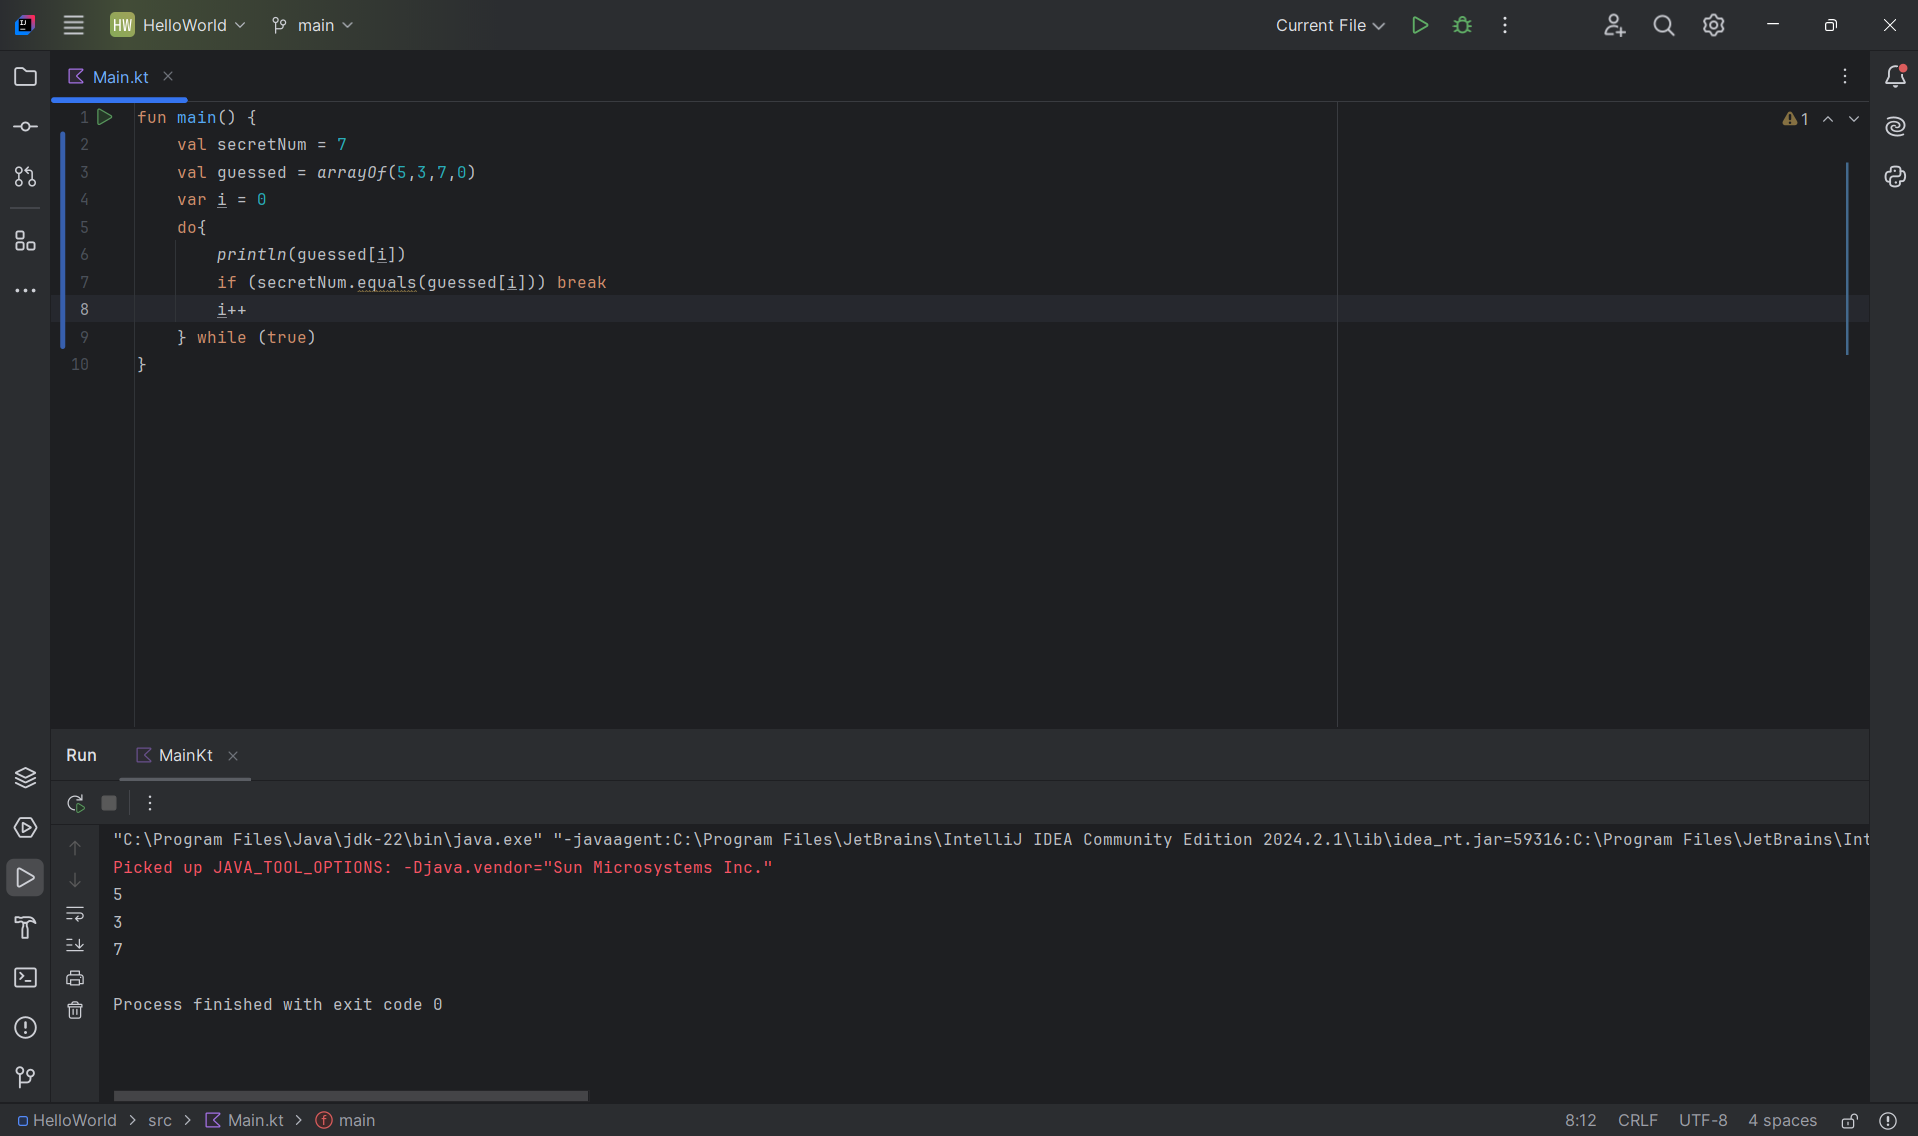 HW HelloWorld main Current File
Main.kt
1 fun main() {
2 val secretNum = 7
3 val guessed = arrayOf(5,3,7,0)
4 var i = 0
5 do{
6 println(guessed[i])
7 if (secretNum.equals(guessed[i])) break
8 i++
9 } while (true)
10 }
1
Run MainKt
"C:\Program Files\Java\jdk-22\bin\java.exe" "-javaagent:C:\Program Files\JetBrains\IntelliJ IDEA Community Edition 2024.2.1\lib\idea_rt.jar=59316:C:\Program Files\JetBrains\Int
Picked up JAVA_TOOL_OPTIONS: -Djava.vendor="Sun Microsystems Inc."
5
3
7
Process finished with exit code 0
HelloWorld > src > Main.kt > f main 8:12 CRLF UTF-8 4 spaces